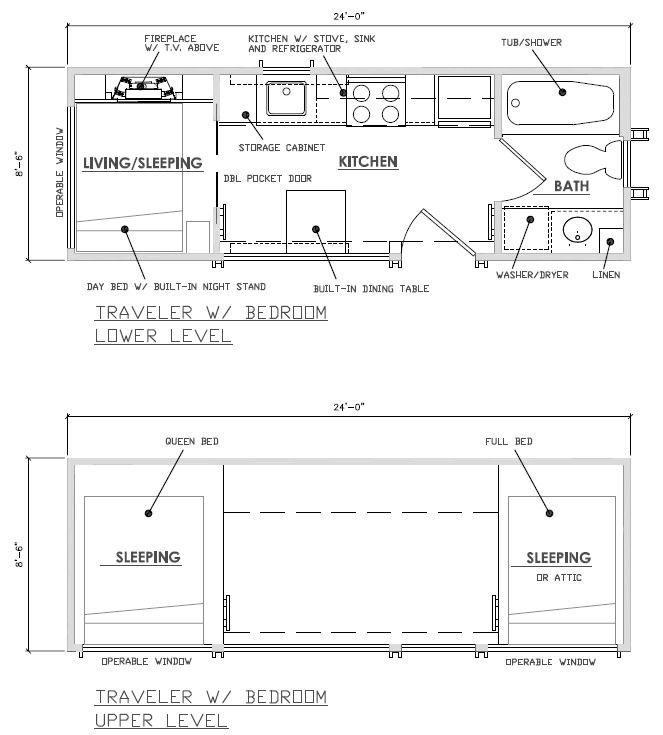 24'-0"
FIREPLACE
W/ T.V. ABOVE
KITCHEN W/ STOVE, SINK
AND REFRIGERATOR
TUB/SHOWER
8'-6"
OPERABLE WINDOW
LIVING/SLEEPING
STORAGE CABINET
KITCHEN
DBL POCKET DOOR
BATH
DAY BED W/ BUILT-IN NIGHT STAND
BUILT-IN DINING TABLE
WASHER/DRYER
LINEN
TRAVELER W/ BEDROOM
LOWER LEVEL
24'-0"
QUEEN BED
FULL BED
8'-6"
SLEEPING
SLEEPING
OR ATTIC
OPERABLE WINDOW
OPERABLE WINDOW
TRAVELER W/ BEDROOM
UPPER LEVEL